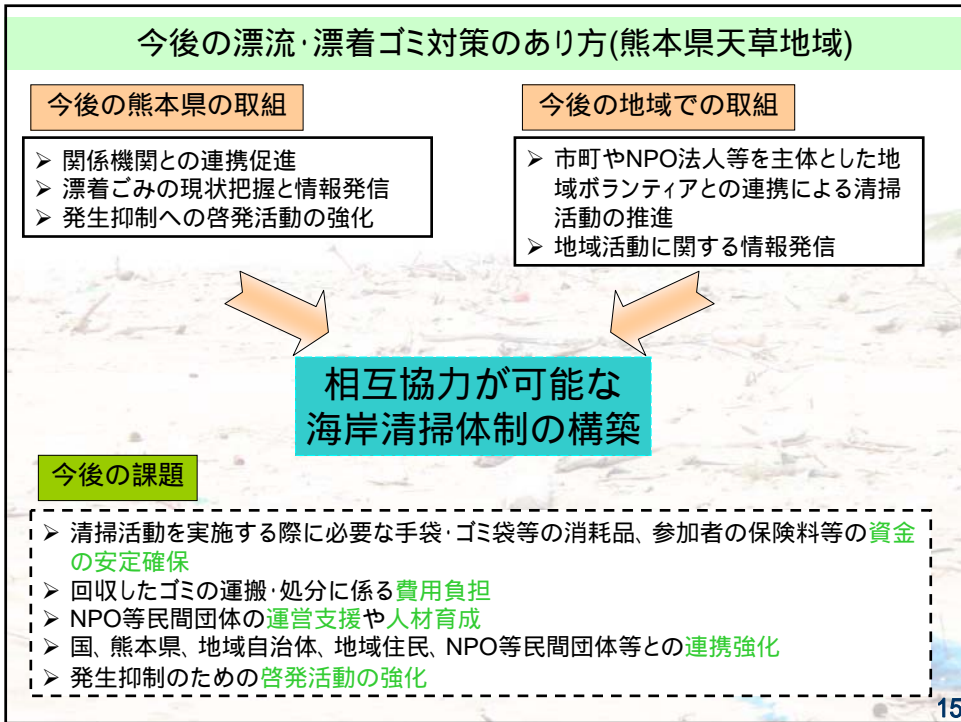 今後の漂流･漂着ゴミ対策のあり方(熊本県天草地域)
今後の熊本県の取組
➢ 関係機関との連携促進
➢ 漂着ごみの現状把握と情報発信
➢ 発生抑制への啓発活動の強化
今後の地域での取組
➢ 市町やNPO法人等を主体とした地
域ボランティアとの連携による清掃
活動の推進
➢ 地域活動に関する情報発信
相互協力が可能な
海岸清掃体制の構築
今後の課題
➢ 清掃活動を実施する際に必要な手袋･ゴミ袋等の消耗品、参加者の保険料等の資金
の安定確保
➢ 回収したゴミの運搬･処分に係る費用負担
➢ NPO等民間団体の運営支援や人材育成
➢ 国、熊本県、地域自治体、地域住民、NPO等民間団体等との連携強化
➢ 発生抑制のための啓発活動の強化
15